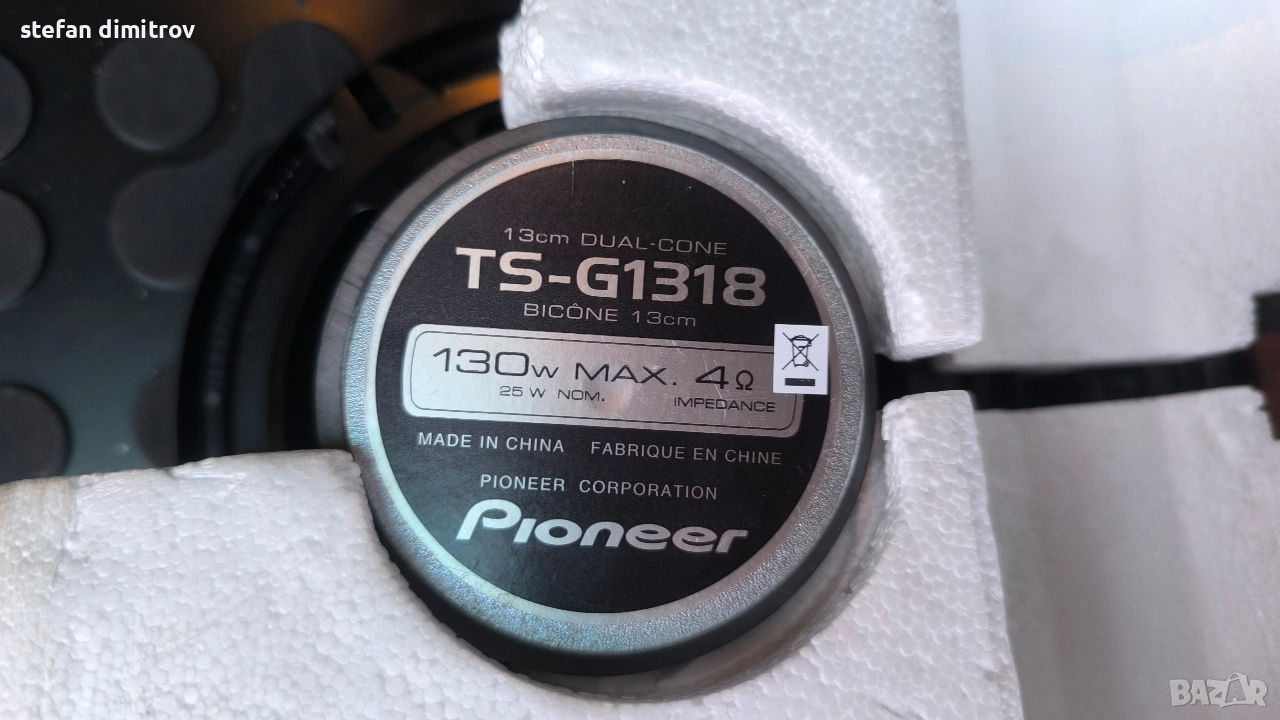 stefan dimitrov
13cm DUAL-CONE
TS-G1318
BICÔNE 13cm
130W MAX. 4Ω
25 W NOM. IMPEDANCE
MADE IN CHINA FABRIQUE EN CHINE
PIONEER CORPORATION
Pioneer
BAZAR